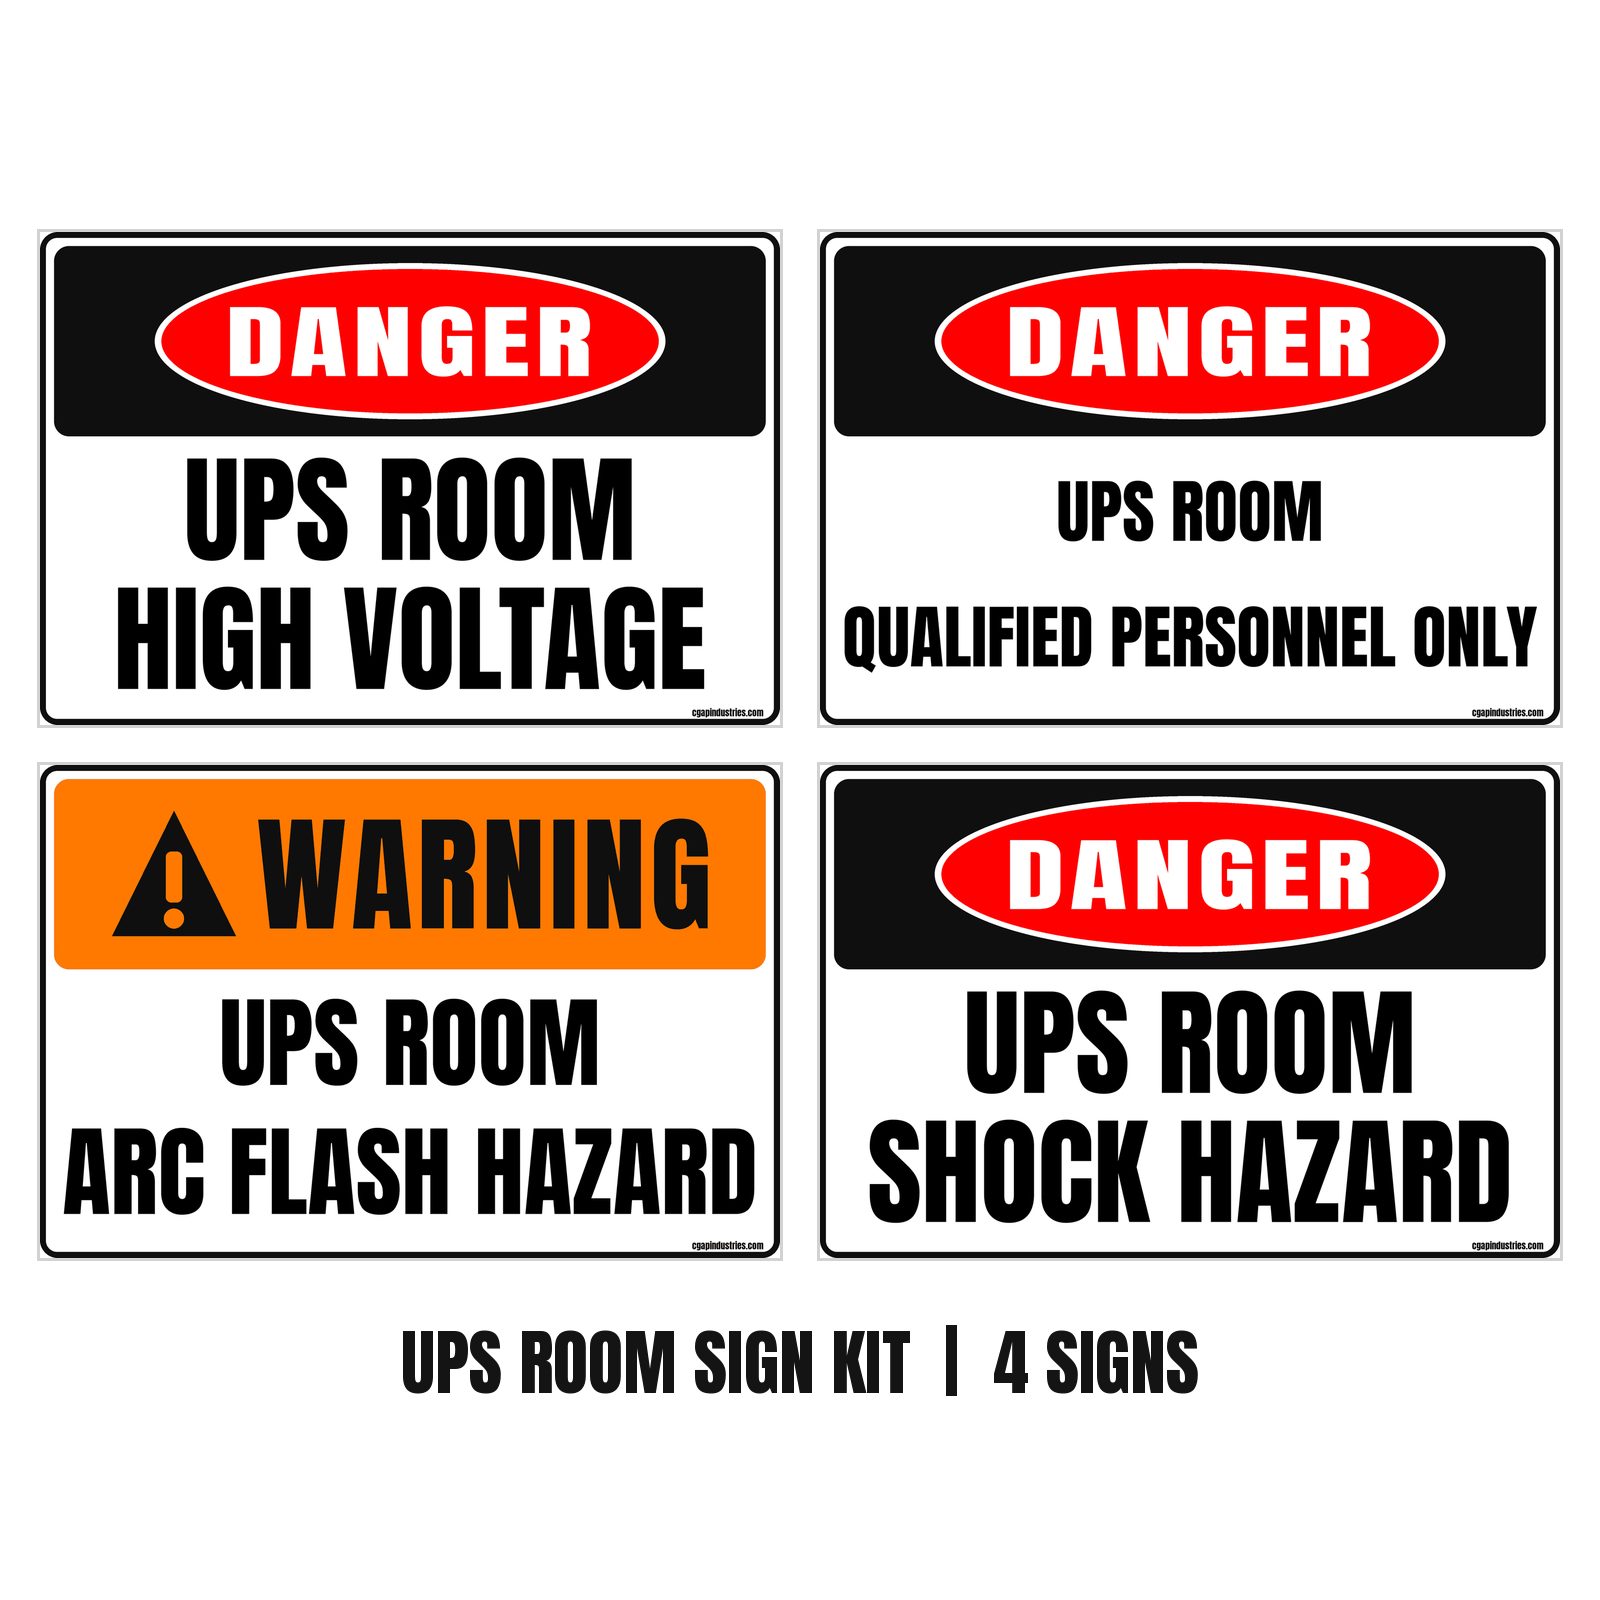 DANGER
UPS ROOM
HIGH VOLTAGE
cgapindustries.com
DANGER
UPS ROOM
QUALIFIED PERSONNEL ONLY
cgapindustries.com
WARNING
UPS ROOM
ARC FLASH HAZARD
cgapindustries.com
DANGER
UPS ROOM
SHOCK HAZARD
cgapindustries.com
UPS ROOM SIGN KIT | 4 SIGNS